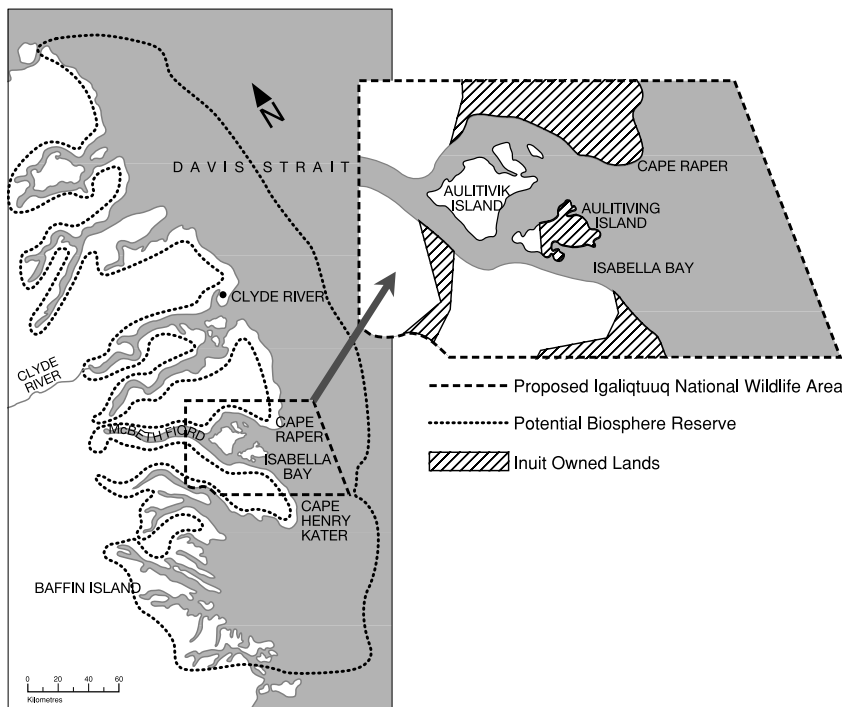 N
DAVIS STRAIT
CLYDE RIVER
CLYDE
RIVER
McBETH FIORD
CAPE
RAPER
ISABELLA
BAY
CAPE
HENRY
KATER
BAFFIN ISLAND
0 20 40 60
Kilometres
CAPE RAPER
AULITIVIK
ISLAND
AULITIVING
ISLAND
ISABELLA BAY
Proposed Igaliqtuuq National Wildlife Area
Potential Biosphere Reserve
Inuit Owned Lands